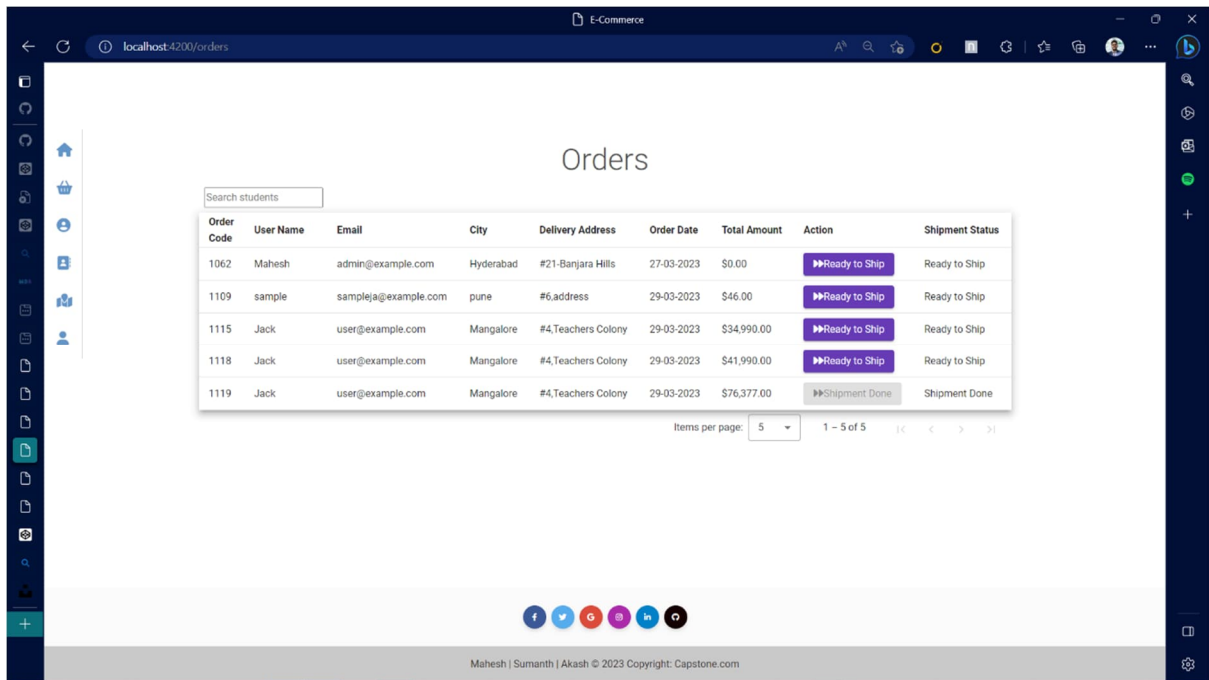 E-Commerce
localhost:4200/orders
Orders
Search students
Order Code User Name Email City Delivery Address Order Date Total Amount Action Shipment Status
1062 Mahesh admin@example.com Hyderabad #21-Banjara Hills 27-03-2023 $0.00 Ready to Ship Ready to Ship
1109 sample sampleja@example.com pune #6,address 29-03-2023 $46.00 Ready to Ship Ready to Ship
1115 Jack user@example.com Mangalore #4,Teachers Colony 29-03-2023 $34,990.00 Ready to Ship Ready to Ship
1118 Jack user@example.com Mangalore #4,Teachers Colony 29-03-2023 $41,990.00 Ready to Ship Ready to Ship
1119 Jack user@example.com Mangalore #4,Teachers Colony 29-03-2023 $76,377.00 Shipment Done Shipment Done
Items per page: 5 1 – 5 of 5
Mahesh | Sumanth | Akash © 2023 Copyright: Capstone.com